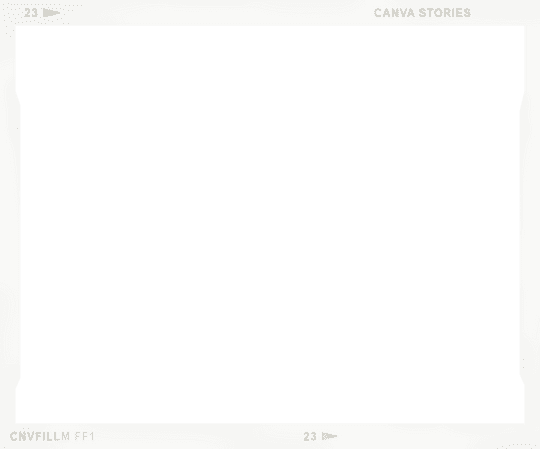 23
CANVA STORIES
CNVFILLM FF1
23